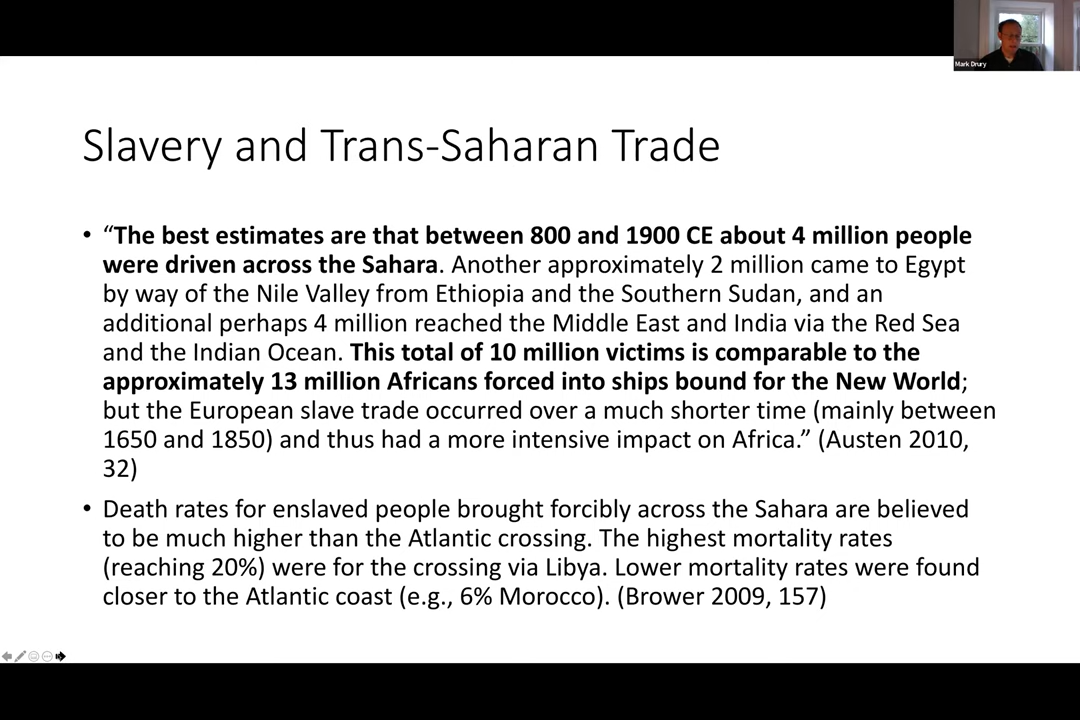 Mark Drury
Slavery and Trans-Saharan Trade
• “The best estimates are that between 800 and 1900 CE about 4 million people
were driven across the Sahara. Another approximately 2 million came to Egypt
by way of the Nile Valley from Ethiopia and the Southern Sudan, and an
additional perhaps 4 million reached the Middle East and India via the Red Sea
and the Indian Ocean. This total of 10 million victims is comparable to the
approximately 13 million Africans forced into ships bound for the New World;
but the European slave trade occurred over a much shorter time (mainly between
1650 and 1850) and thus had a more intensive impact on Africa.” (Austen 2010,
32)
• Death rates for enslaved people brought forcibly across the Sahara are believed
to be much higher than the Atlantic crossing. The highest mortality rates
(reaching 20%) were for the crossing via Libya. Lower mortality rates were found
closer to the Atlantic coast (e.g., 6% Morocco). (Brower 2009, 157)